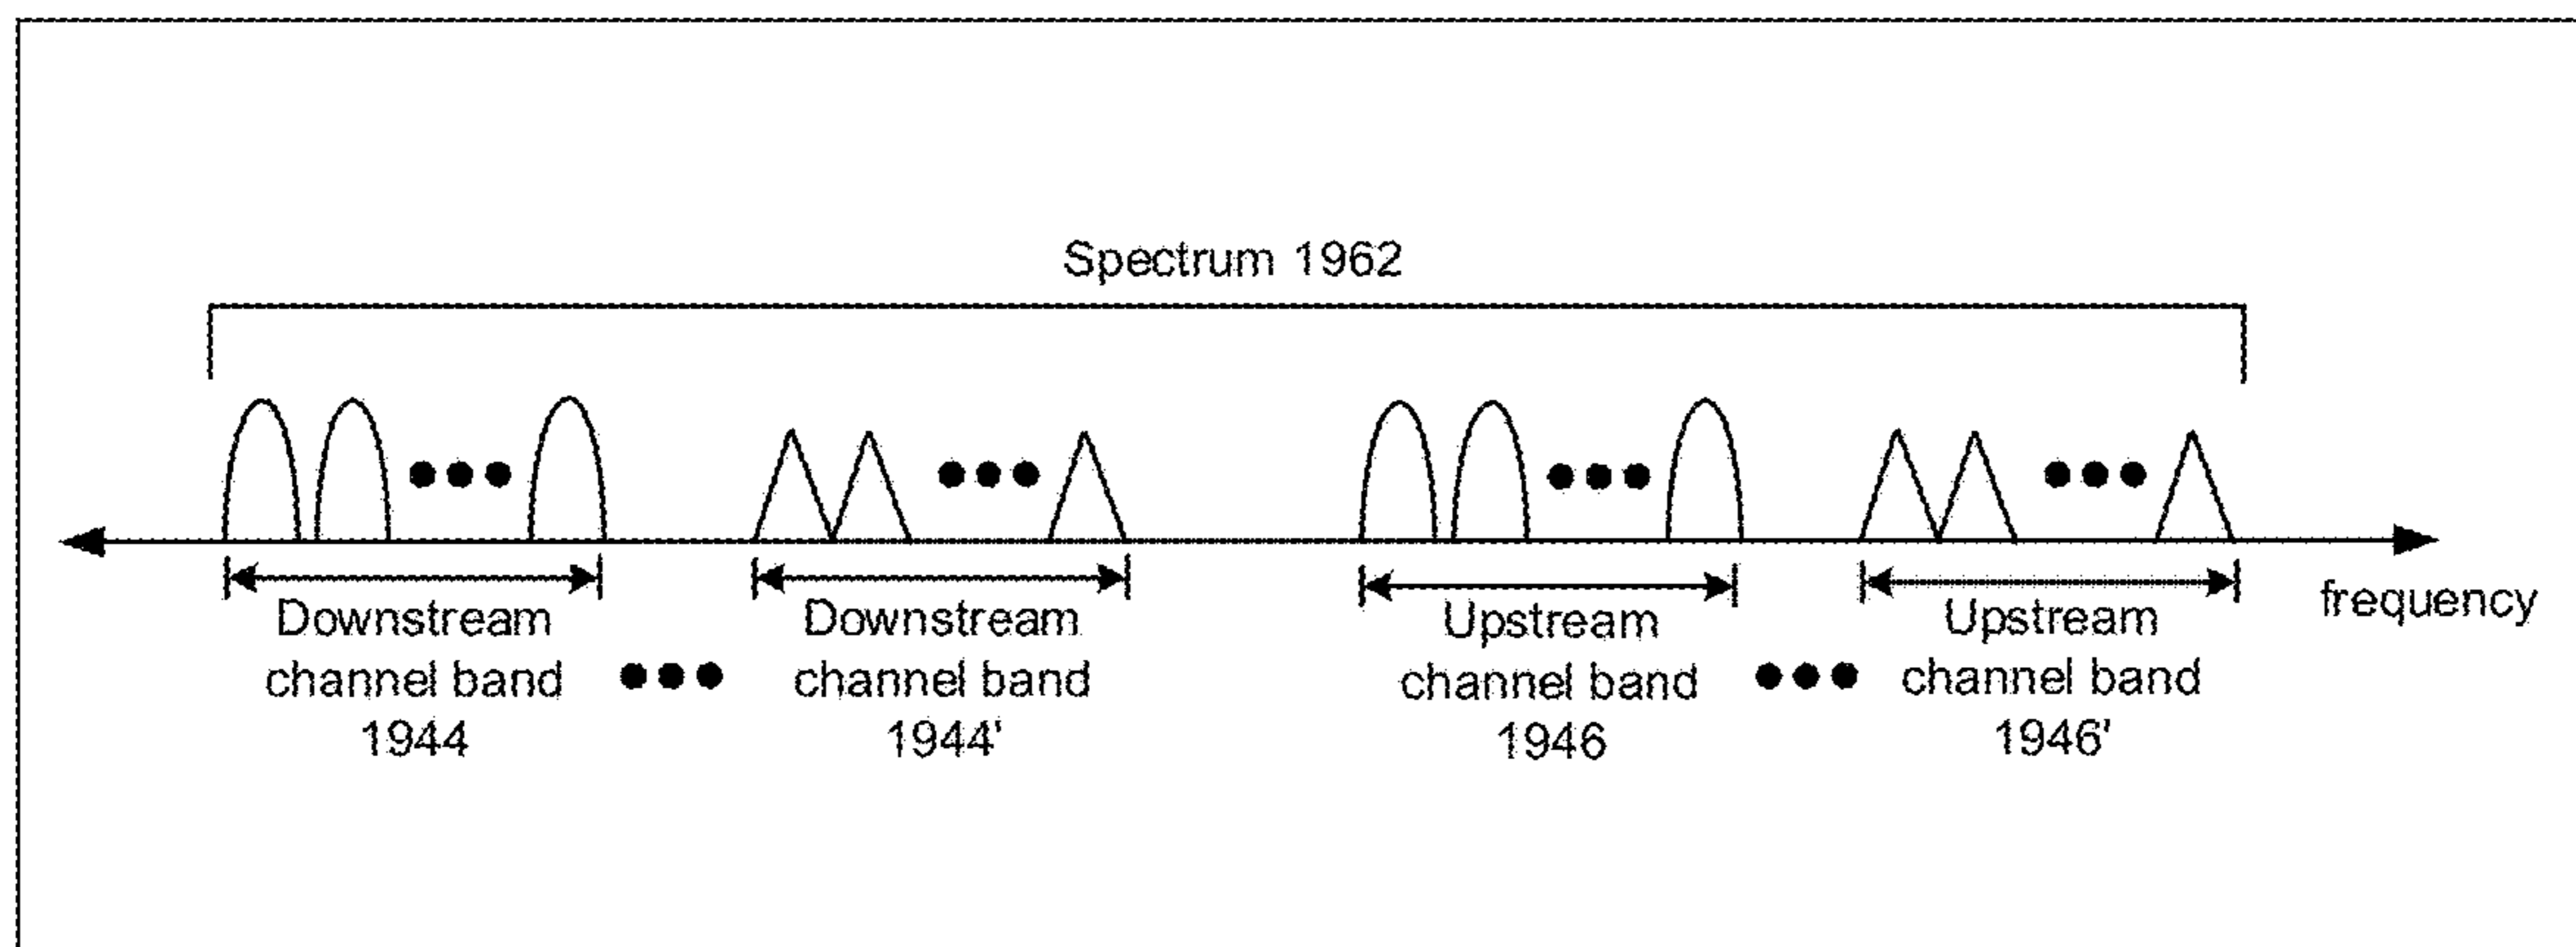 Spectrum 1962
Downstream
channel band
1944
Downstream
channel band
1944'
Upstream
channel band
1946
Upstream
channel band
1946'
frequency